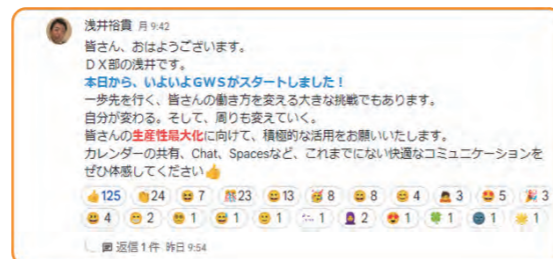 浅井裕貴 月 9:42
皆さん、おはようございます。
DX部の浅井です。
本日から、いよいよGWSがスタートしました！
一歩先を行く、皆さんの働き方を変える大きな挑戦でもあります。
自分が変わる。そして、周りも変えていく。
皆さんの生産性最大化に向けて、積極的な活用をお願いいたします。
カレンダーの共有、Chat、Spacesなど、これまでにない快適なコミュニケーションを
ぜひ体感してください👍
👍125 👏24 😀7 🎊23 😆13 🥳8 😄8 😊4 🙇3 🤩5 🎉3
😃4 😁2 1 😅1 1 1 2 😍1 🍀1 1 🌟1
返信1件 昨日 9:54